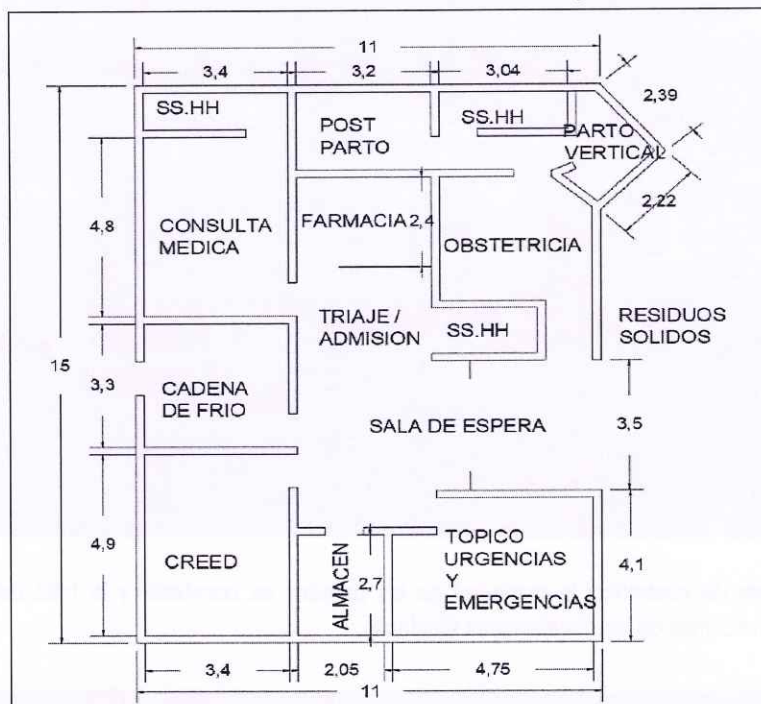 11
3,4
3,2
3,04
2,39
SS.HH
POST
PARTO
SS.HH
PARTO
VERTICAL
2,22
4,8
CONSULTA
MEDICA
FARMACIA
2,4
OBSTETRICIA
TRIAJE /
ADMISION
SS.HH
RESIDUOS
SOLIDOS
15
3,3
CADENA
DE FRIO
SALA DE ESPERA
3,5
4,9
CREED
ALMACEN
2,7
TOPICO
URGENCIAS
Y
EMERGENCIAS
4,1
3,4
2,05
4,75
11